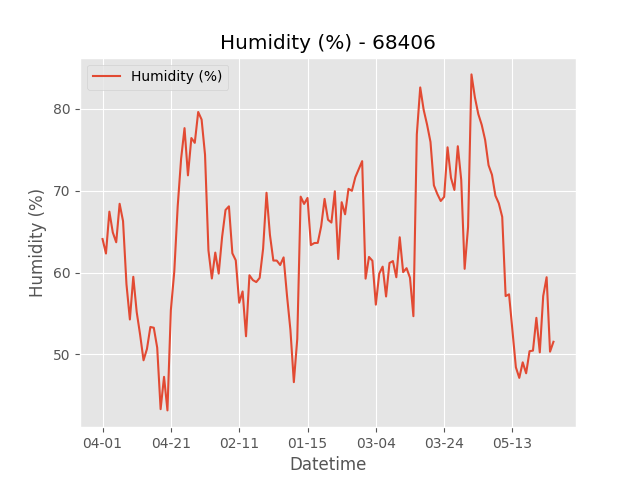 Humidity (%) - 68406
Humidity (%)
Humidity (%)
80
70
60
50
04-01 04-21 02-11 01-15 03-04 03-24 05-13
Datetime